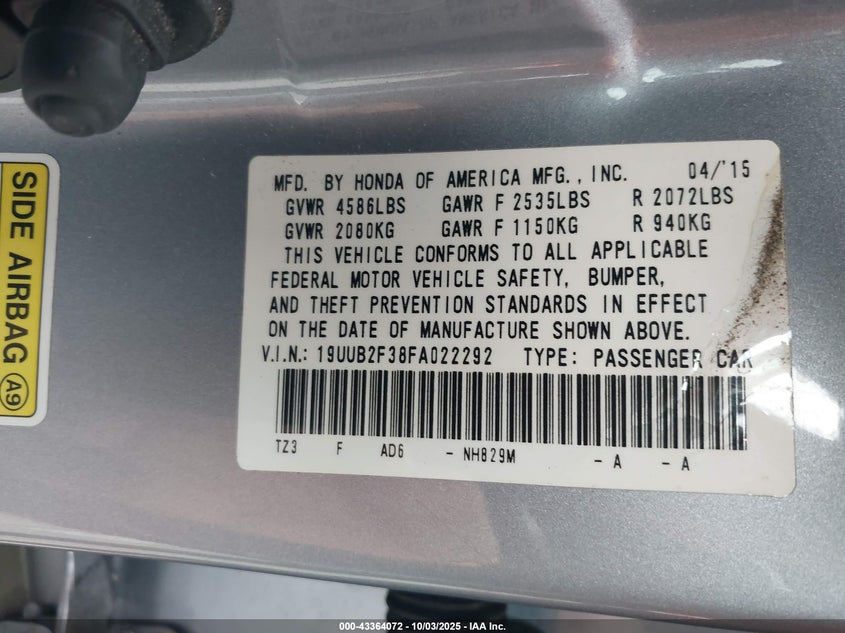 SIDE AIRBAG A9
MFD. BY HONDA OF AMERICA MFG., INC. 04/'15
GVWR 4586LBS GAWR F 2535LBS R 2072LBS
GVWR 2080KG GAWR F 1150KG R 940KG
THIS VEHICLE CONFORMS TO ALL APPLICABLE
FEDERAL MOTOR VEHICLE SAFETY, BUMPER,
AND THEFT PREVENTION STANDARDS IN EFFECT
ON THE DATE OF MANUFACTURE SHOWN ABOVE.
V.I.N.: 19UUB2F38FA022292 TYPE: PASSENGER CAR
TZ3 F AD6 - NH829M - A - A
000-43364072 - 10/03/2025 - IAA Inc.